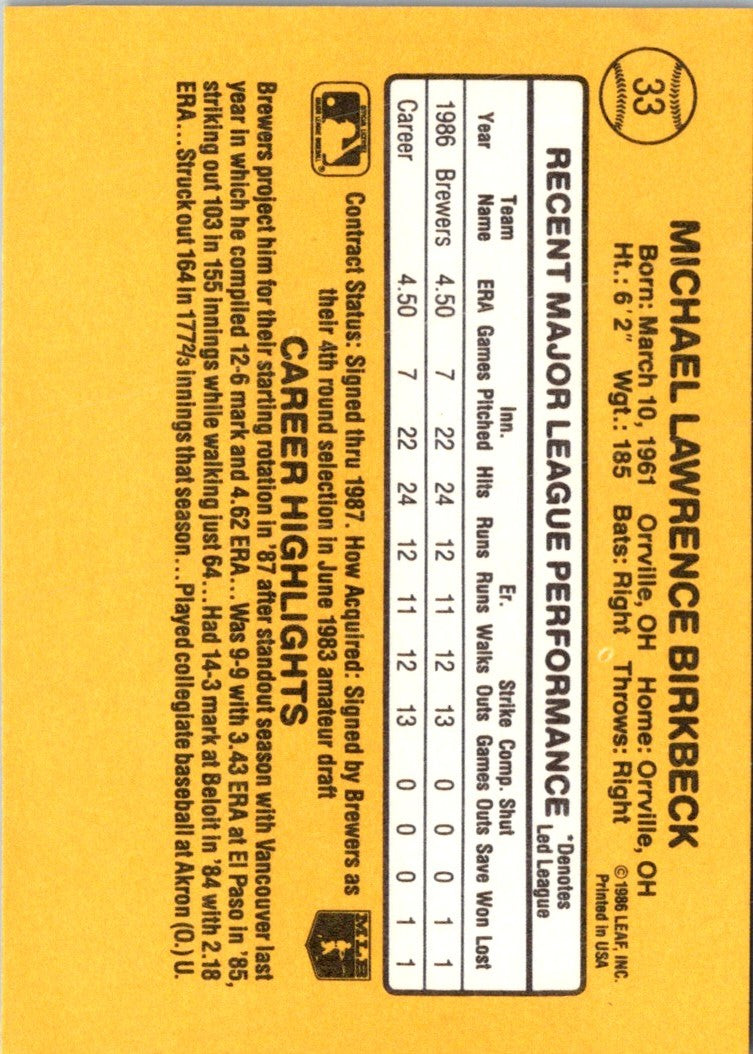 33
MICHAEL LAWRENCE BIRKBECK
Born: March 10, 1961 Orrville, OH Home: Orrville, OH
Ht.: 6'2" Wgt.: 185 Bats: Right Throws: Right
© 1986 LEAF, INC.
Printed in USA
RECENT MAJOR LEAGUE PERFORMANCE
*Denotes
Led League
Team Inn. Er. Strike Comp. Shut
Year Name ERA Games Pitched Hits Runs Runs Walks Outs Games Outs Save Won Lost
1986 Brewers 4.50 7 22 24 12 11 12 13 0 0 0 1 1
Career 4.50 7 22 24 12 11 12 13 0 0 0 1 1
Contract Status: Signed thru 1987. How Acquired: Signed by Brewers as
their 4th round selection in June 1983 amateur draft
MLB
CAREER HIGHLIGHTS
Brewers project him for their starting rotation in '87 after standout season with Vancouver last
year in which he compiled 12-6 mark and 4.62 ERA... Was 9-9 with 3.43 ERA at El Paso in '85,
striking out 103 in 155 innings while walking just 64... Had 14-3 mark at Beloit in '84 with 2.18
ERA... Struck out 164 in 177 2/3 innings that season... Played collegiate baseball at Akron (O.) U.